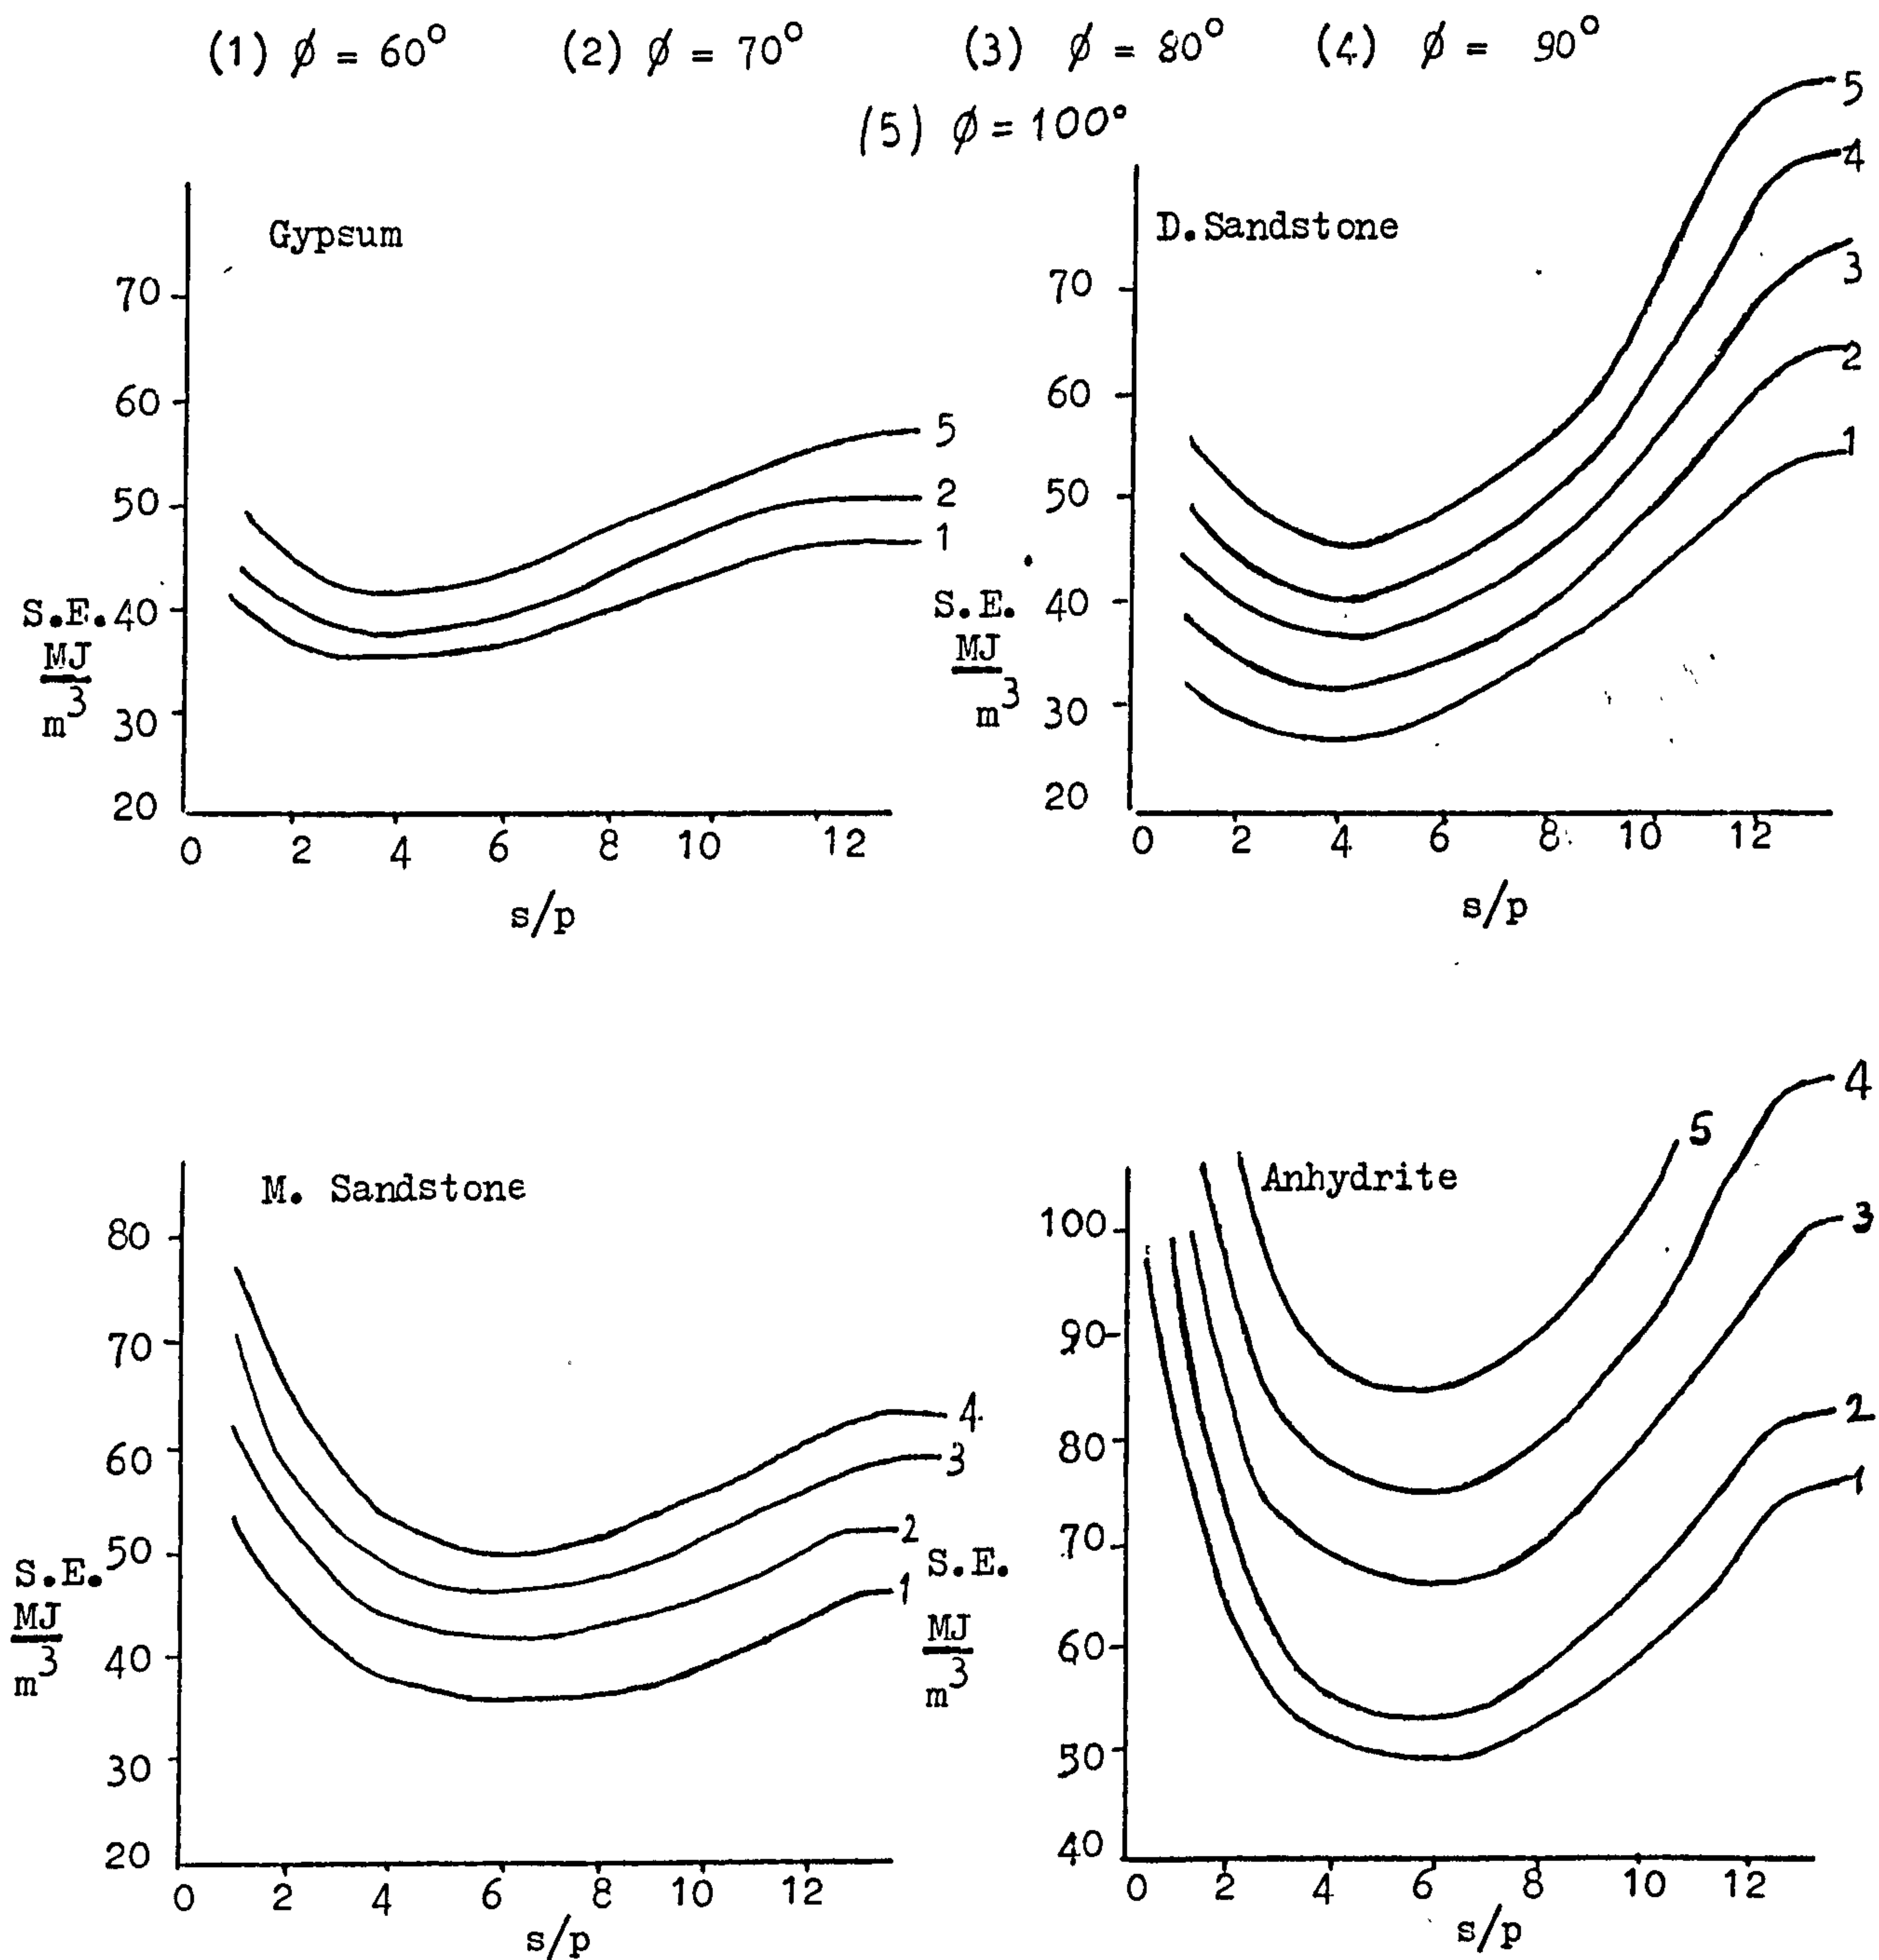 (1) ϕ = 60° (2) ϕ = 70° (3) ϕ = 80° (4) ϕ = 90°
(5) ϕ = 100°
Gypsum
70
60
50
40
30
20
S.E.
MJ
m3
0 2 4 6 8 10 12
s/p
5
2
1
D.Sandstone
70
60
50
40
30
20
S.E.
MJ
m3
0 2 4 6 8 10 12
s/p
5
4
3
2
1
M. Sandstone
80
70
60
50
40
30
20
S.E.
MJ
m3
0 2 4 6 8 10 12
s/p
4
3
2
1
Anhydrite
100
90
80
70
60
50
40
S.E.
MJ
m3
0 2 4 6 8 10 12
s/p
5
4
3
2
1